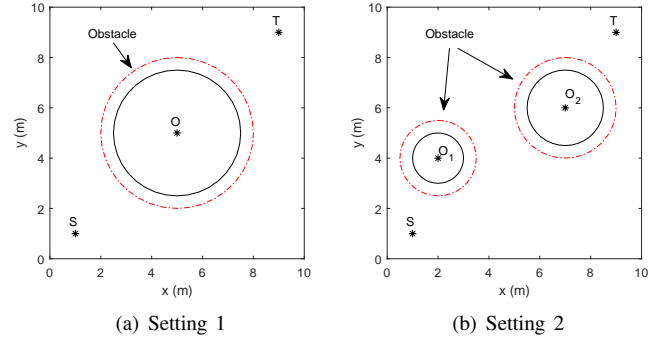 10
8
6
4
2
0
y (m)
Obstacle
T
O
S
0 2 4 6 8 10
x (m)
(a) Setting 1
10
8
6
4
2
0
y (m)
Obstacle
T
O2
O1
S
0 2 4 6 8 10
x (m)
(b) Setting 2